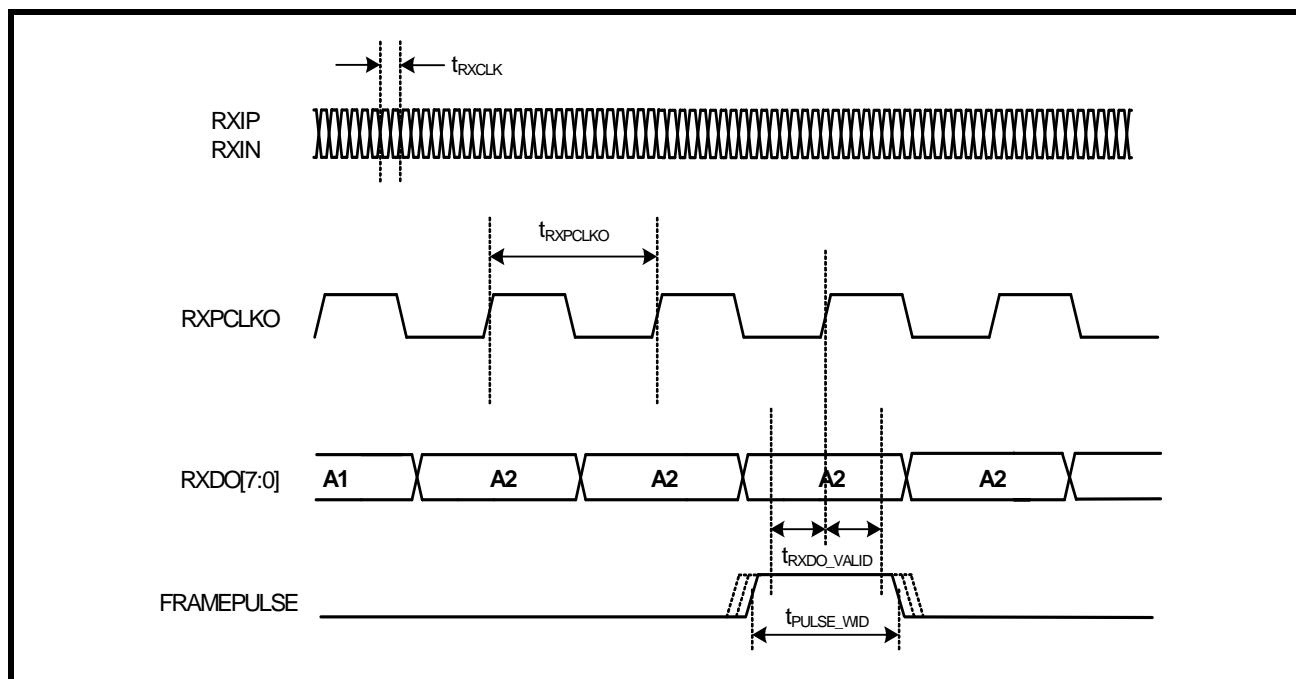 tRXCLK
RXIP
RXIN
tRXPCLKO
RXPCLKO
RXDO[7:0] A1 A2 A2 A2 A2
tRXDO_VALID
FRAMEPULSE
tPULSE_WID